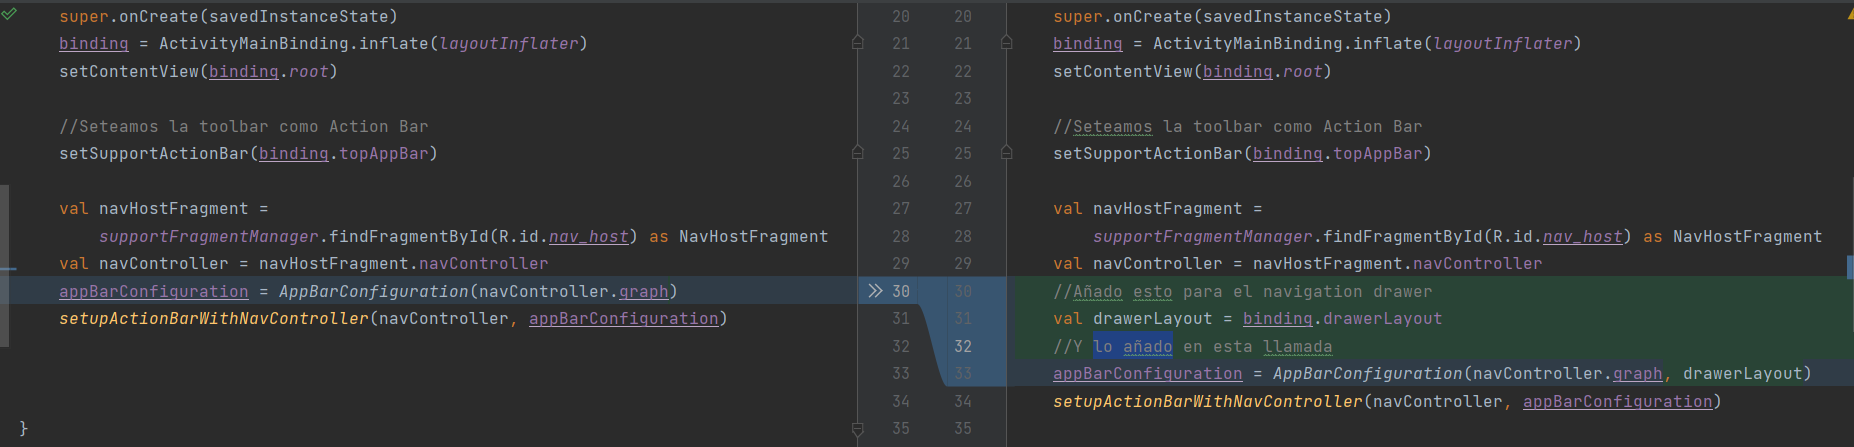 super.onCreate(savedInstanceState)
binding = ActivityMainBinding.inflate(layoutInflater)
setContentView(binding.root)
//Seteamos la toolbar como Action Bar
setSupportActionBar(binding.topAppBar)
val navHostFragment =
supportFragmentManager.findFragmentById(R.id.nav_host) as NavHostFragment
val navController = navHostFragment.navController
appBarConfiguration = AppBarConfiguration(navController.graph)
setupActionBarWithNavController(navController, appBarConfiguration)
}
20 20
21 21
22 22
23 23
24 24
25 25
26 26
27 27
28 28
29 29
30 30
31 31
32 32
33 33
34 34
35 35
super.onCreate(savedInstanceState)
binding = ActivityMainBinding.inflate(layoutInflater)
setContentView(binding.root)
//Seteamos la toolbar como Action Bar
setSupportActionBar(binding.topAppBar)
val navHostFragment =
supportFragmentManager.findFragmentById(R.id.nav_host) as NavHostFragment
val navController = navHostFragment.navController
//Añado esto para el navigation drawer
val drawerLayout = binding.drawerLayout
//Y lo añado en esta llamada
appBarConfiguration = AppBarConfiguration(navController.graph, drawerLayout)
setupActionBarWithNavController(navController, appBarConfiguration)